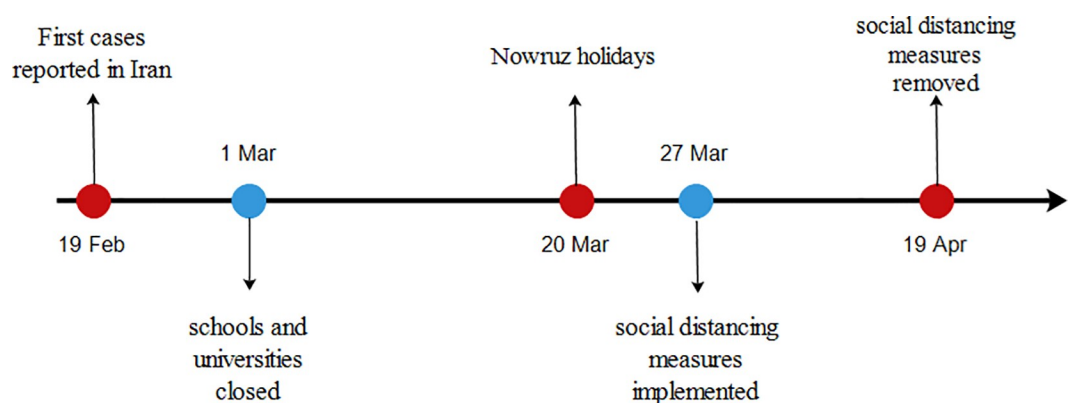 First cases
reported in Iran
19 Feb
1 Mar
schools and
universities
closed
Nowruz holidays
20 Mar
27 Mar
social distancing
measures
implemented
social distancing
measures
removed
19 Apr